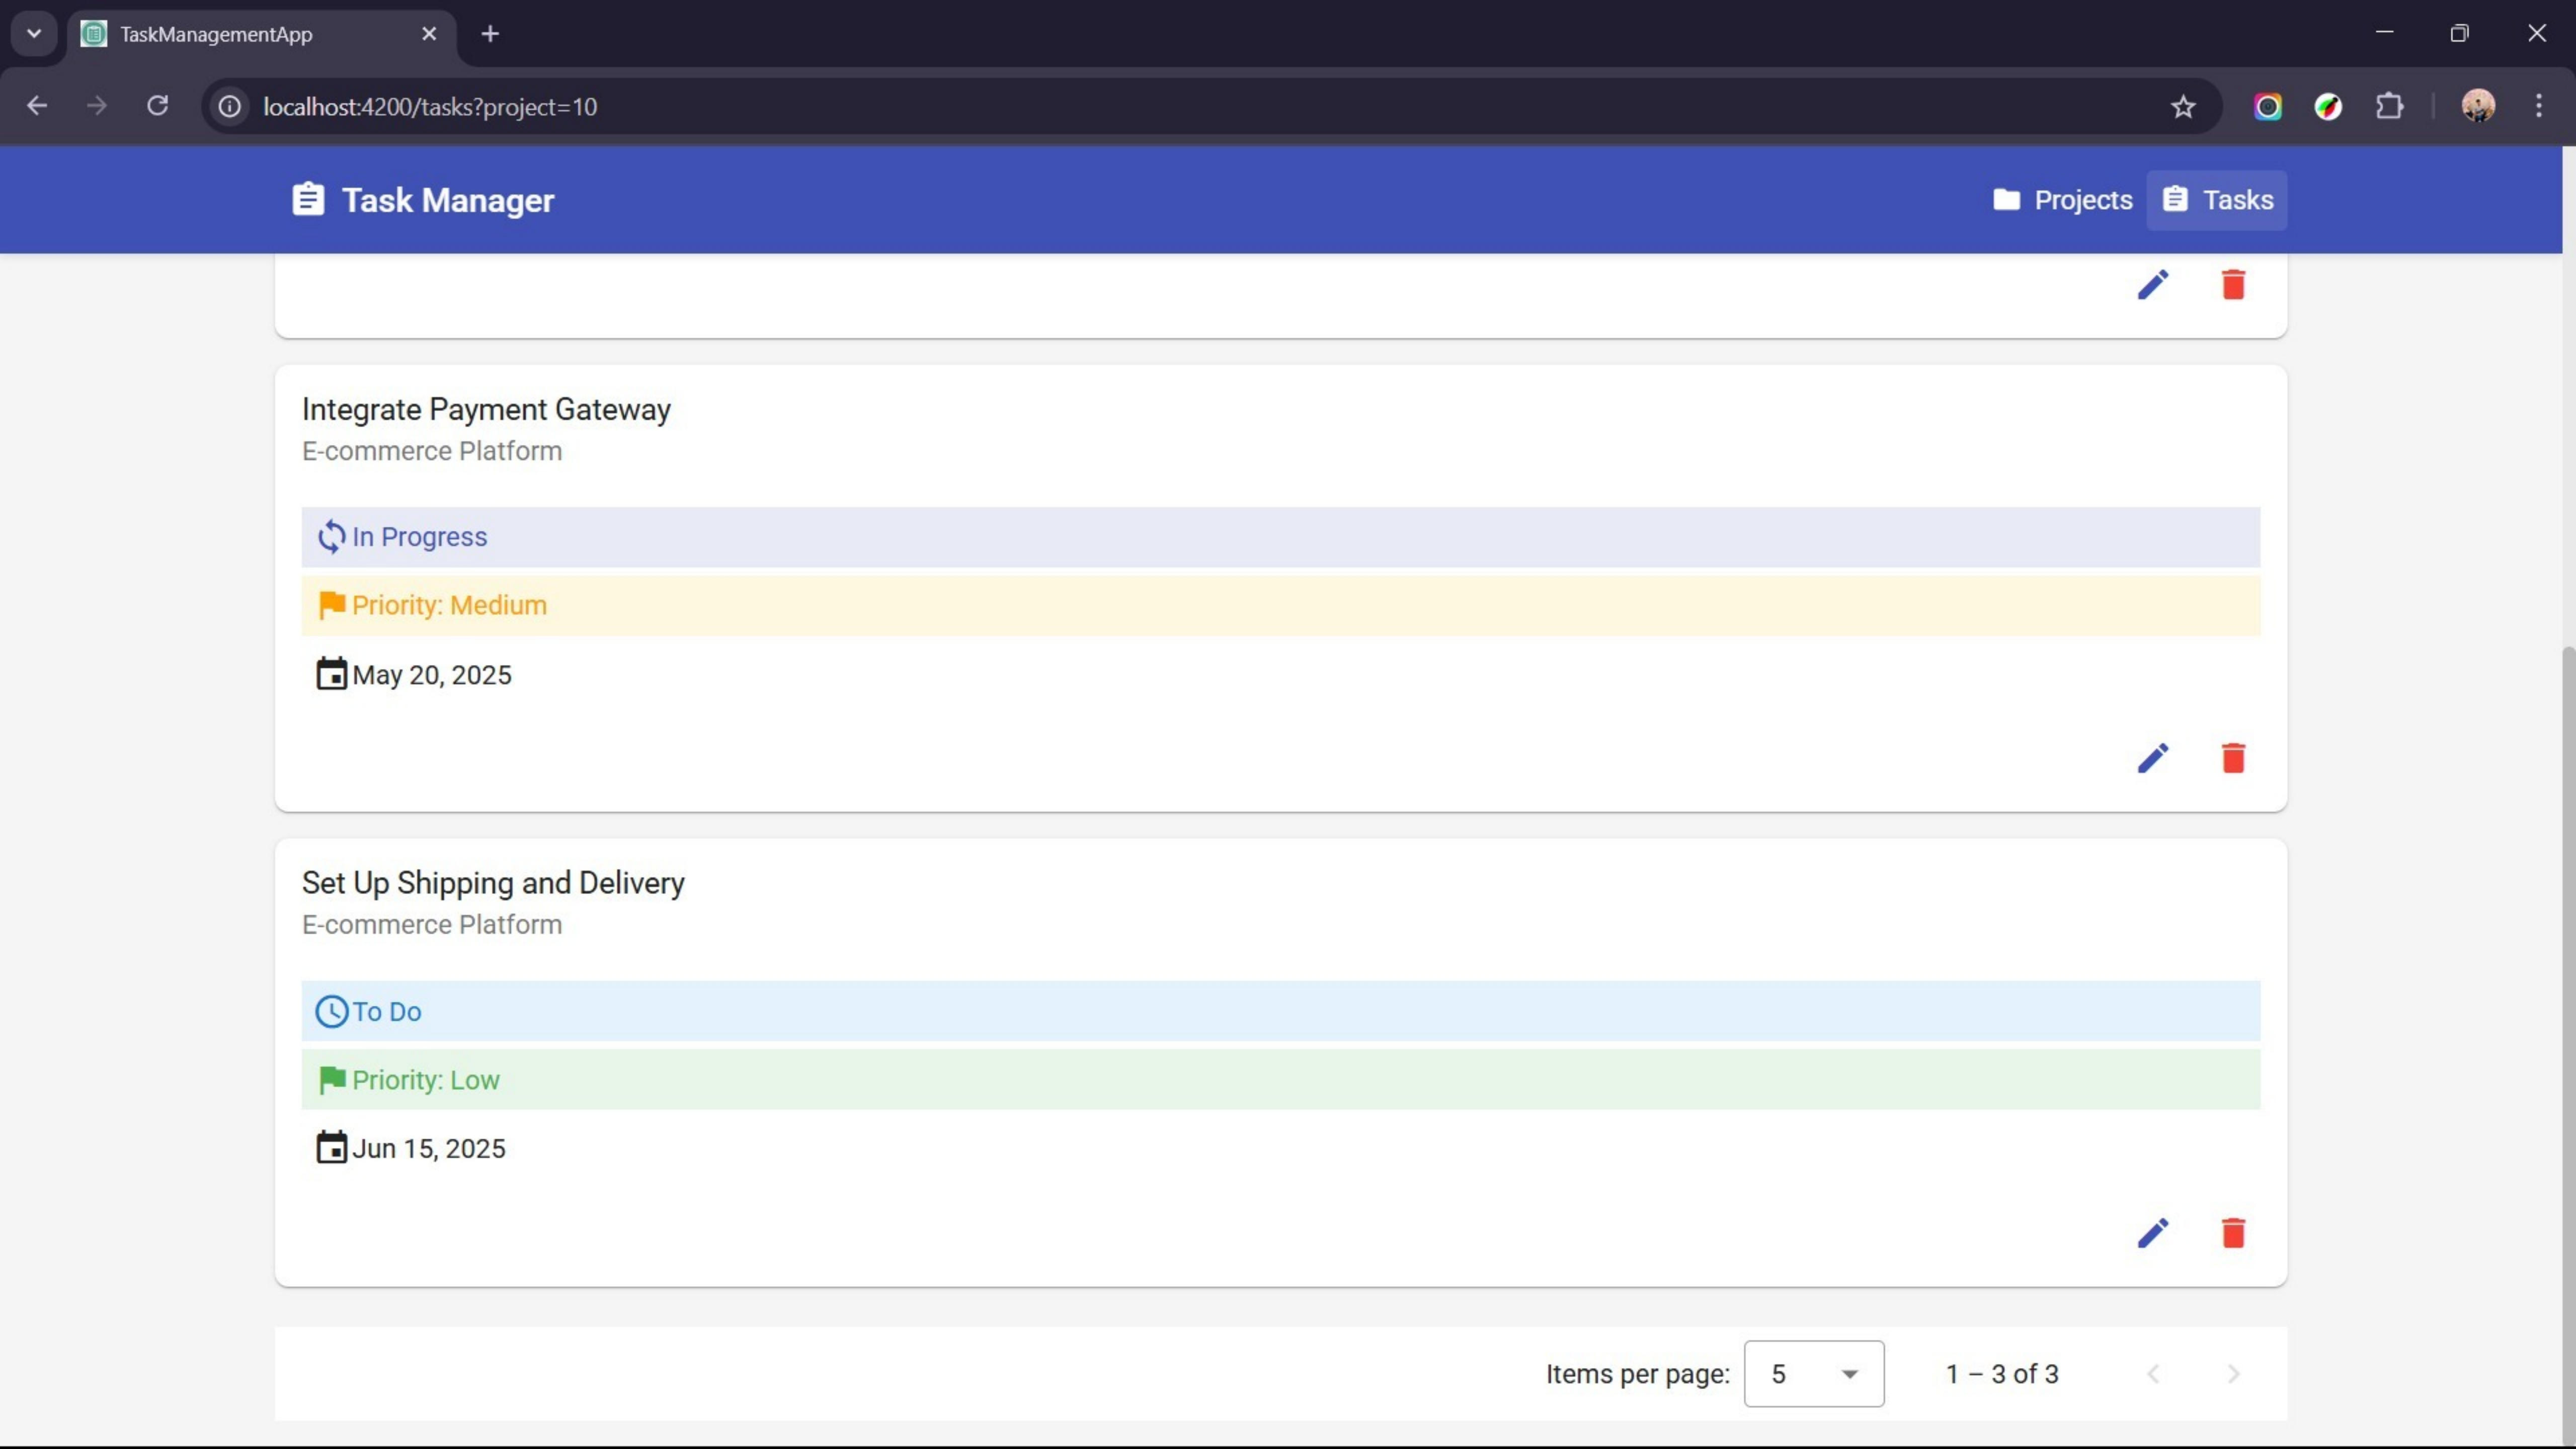 TaskManagementApp
localhost:4200/tasks?project=10
Task Manager
Projects
Tasks
Integrate Payment Gateway
E-commerce Platform
In Progress
Priority: Medium
May 20, 2025
Set Up Shipping and Delivery
E-commerce Platform
To Do
Priority: Low
Jun 15, 2025
Items per page: 5 1 – 3 of 3